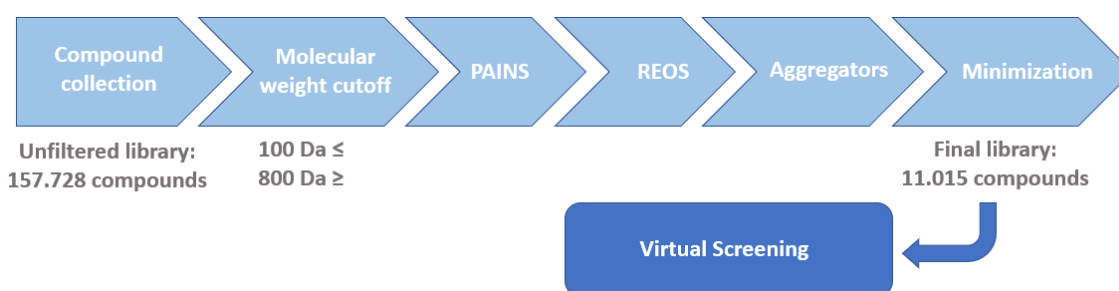 Compound
collection
Molecular
weight cutoff
PAINS
REOS
Aggregators
Minimization
Unfiltered library:
157.728 compounds
100 Da ≤
800 Da ≥
Final library:
11.015 compounds
Virtual Screening